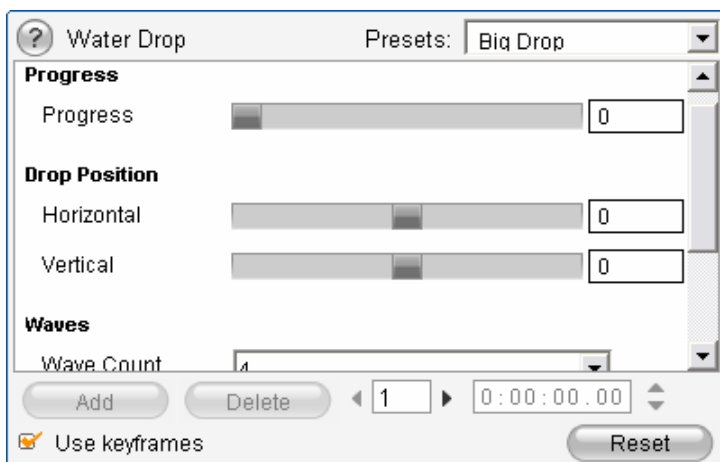 ? Water Drop Presets: Big Drop
Progress
Progress 0
Drop Position
Horizontal 0
Vertical 0
Waves
Wave Count 4
Add Delete 1 0:00:00.00
Use keyframes Reset